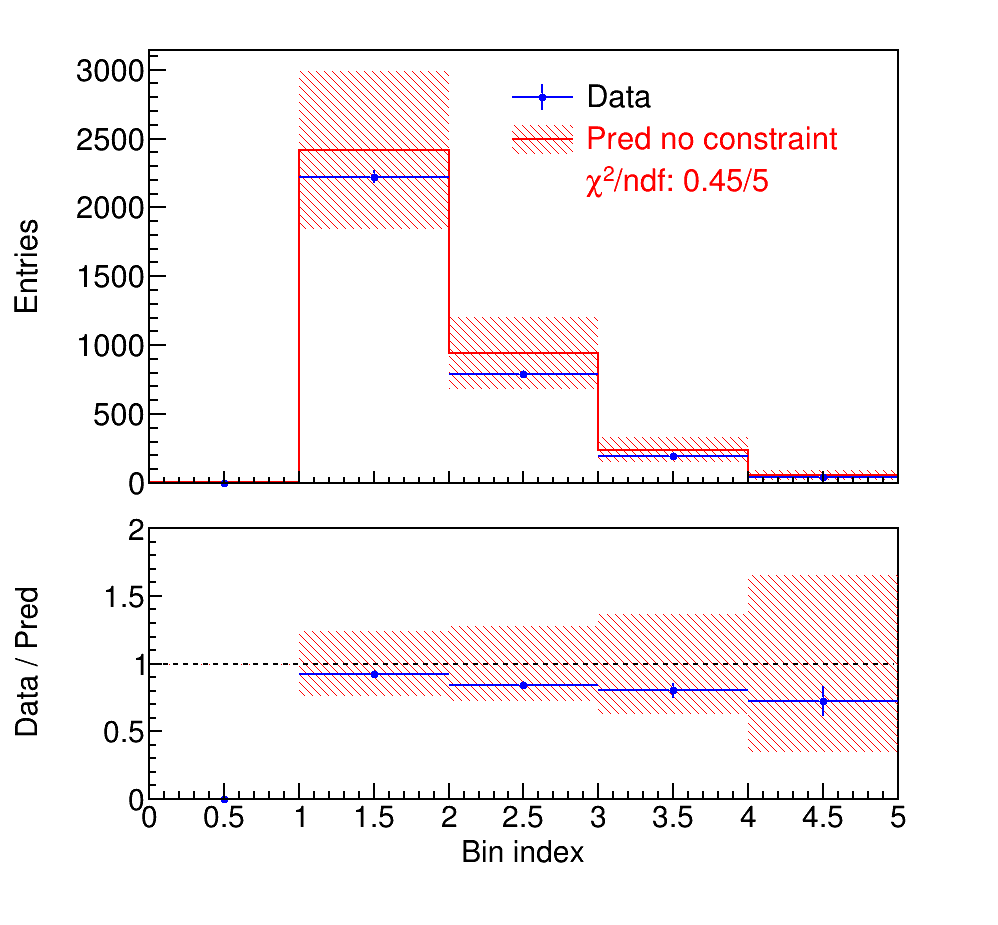 3000
2500
2000
1500
1000
500
0
Entries
Data
Pred no constraint
χ²/ndf: 0.45/5
2
1.5
1
0.5
0
Data / Pred
0 0.5 1 1.5 2 2.5 3 3.5 4 4.5 5
Bin index